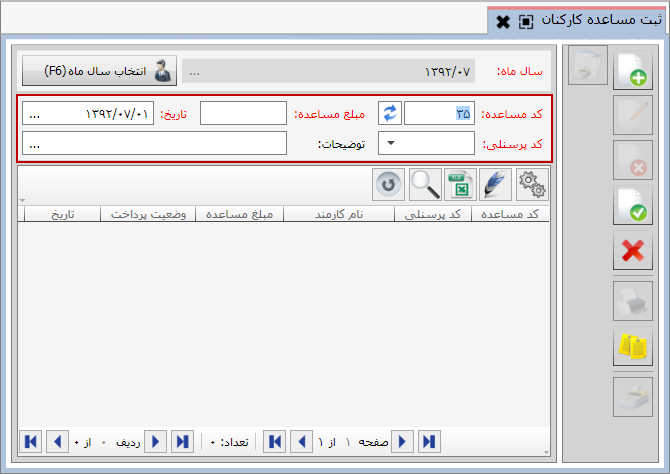 ثبت مساعده کارکنان
سال ماه: ۱۳۹۲/۰۷ ... انتخاب سال ماه (F6)
کد مساعده: ۳۵ مبلغ مساعده: تاریخ: ۱۳۹۲/۰۷/۰۱ ...
کد پرسنلی: توضیحات: ...
کد مساعده کد پرسنلی نام کارمند مبلغ مساعده وضعیت پرداخت تاریخ
صفحه ۱ از ۱ تعداد: ۰ ردیف ۰ از ۰